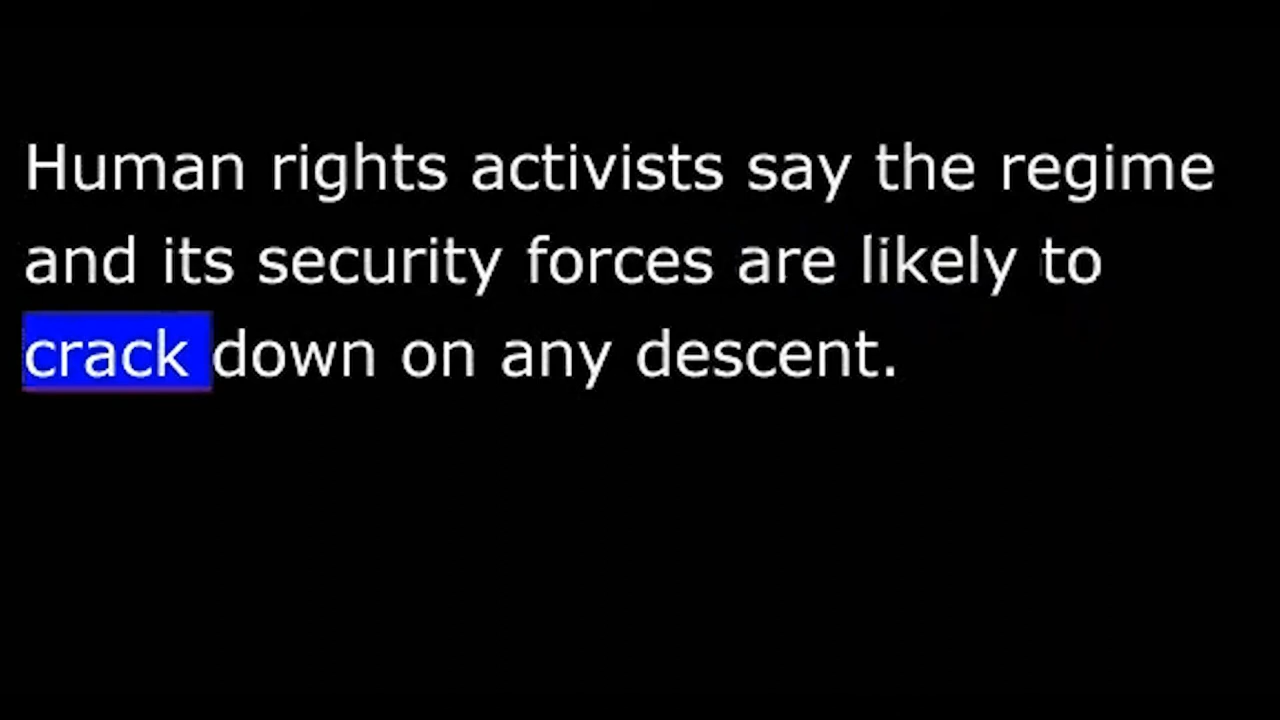 Human rights activists say the regime
and its security forces are likely to
crack down on any descent.